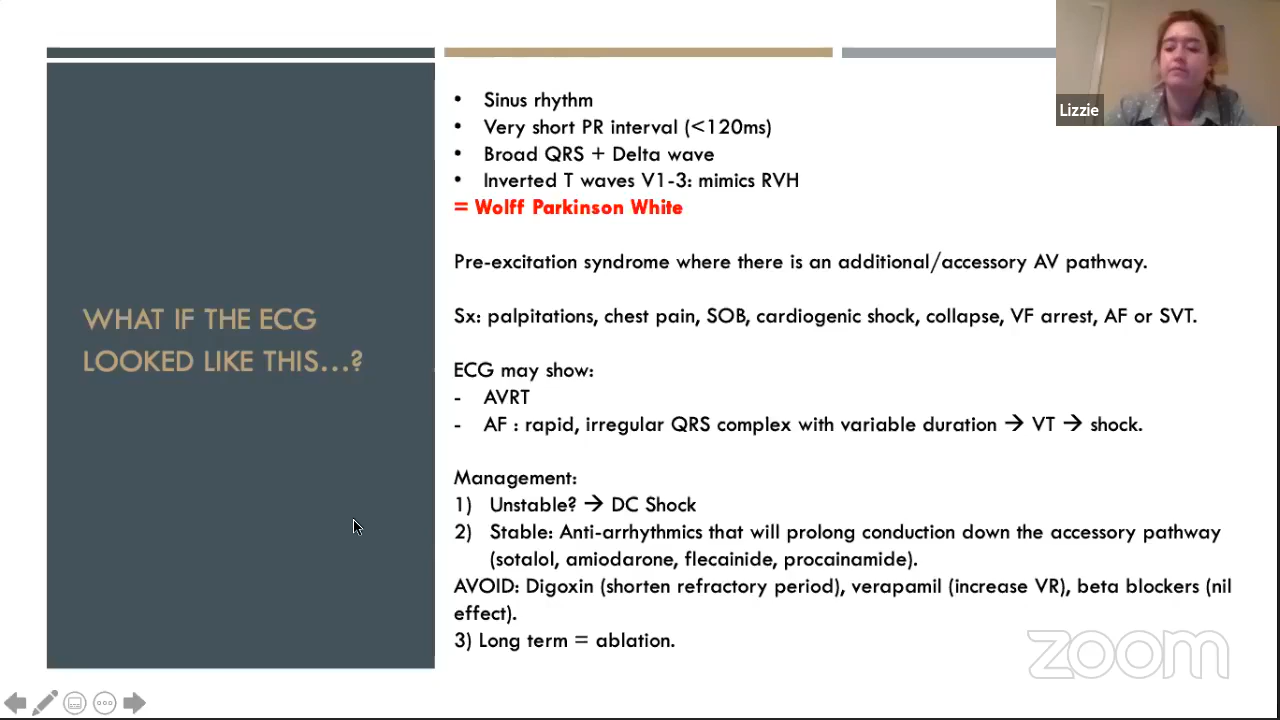 Lizzie
WHAT IF THE ECG
LOOKED LIKE THIS…?
• Sinus rhythm
• Very short PR interval (<120ms)
• Broad QRS + Delta wave
• Inverted T waves V1-3: mimics RVH
= Wolff Parkinson White
Pre-excitation syndrome where there is an additional/accessory AV pathway.
Sx: palpitations, chest pain, SOB, cardiogenic shock, collapse, VF arrest, AF or SVT.
ECG may show:
- AVRT
- AF : rapid, irregular QRS complex with variable duration → VT → shock.
Management:
1) Unstable? → DC Shock
2) Stable: Anti-arrhythmics that will prolong conduction down the accessory pathway
(sotalol, amiodarone, flecainide, procainamide).
AVOID: Digoxin (shorten refractory period), verapamil (increase VR), beta blockers (nil
effect).
3) Long term = ablation.
zoom